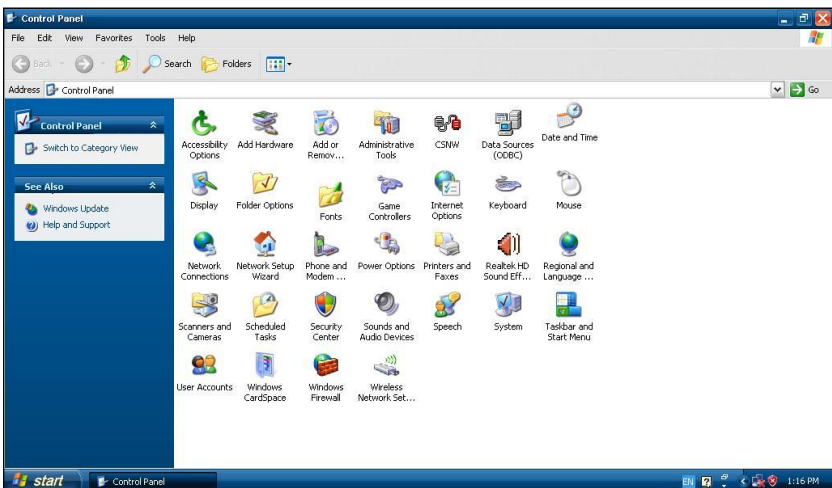 Control Panel
File Edit View Favorites Tools Help
Back Search Folders
Address Control Panel Go
Control Panel
Switch to Category View
See Also
Windows Update
Help and Support
Accessibility Options
Add Hardware
Add or Remov...
Administrative Tools
CSNW
Data Sources (ODBC)
Date and Time
Display
Folder Options
Fonts
Game Controllers
Internet Options
Keyboard
Mouse
Network Connections
Network Setup Wizard
Phone and Modem ...
Power Options
Printers and Faxes
Realtek HD Sound Eff...
Regional and Language ...
Scanners and Cameras
Scheduled Tasks
Security Center
Sounds and Audio Devices
Speech
System
Taskbar and Start Menu
User Accounts
Windows CardSpace
Windows Firewall
Wireless Network Set...
start Control Panel EN 1:16 PM